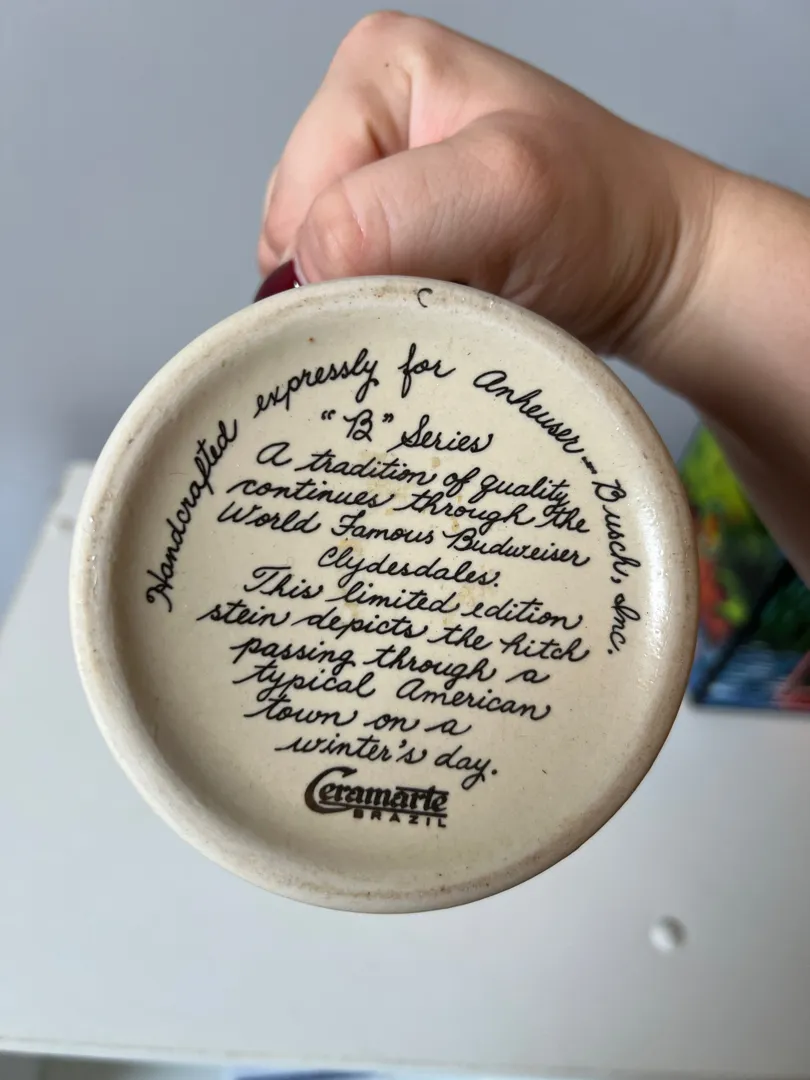 C
Handcrafted expressly for Anheuser-Busch, Inc.
"B" Series
A tradition of quality
continues through the
World Famous Budweiser
Clydesdales.
This limited edition
stein depicts the hitch
passing through a
typical American
town on a
winter's day.
Ceramarte
BRAZIL